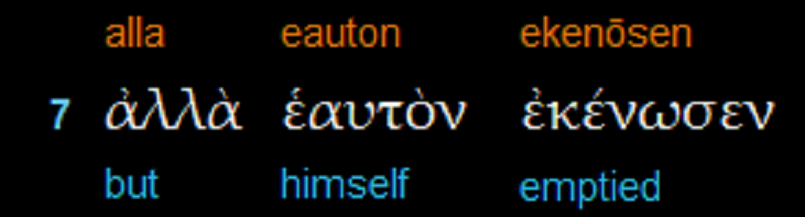 alla eauton ekenōsen
7 ἀλλὰ ἑαυτὸν ἐκένωσεν
but himself emptied